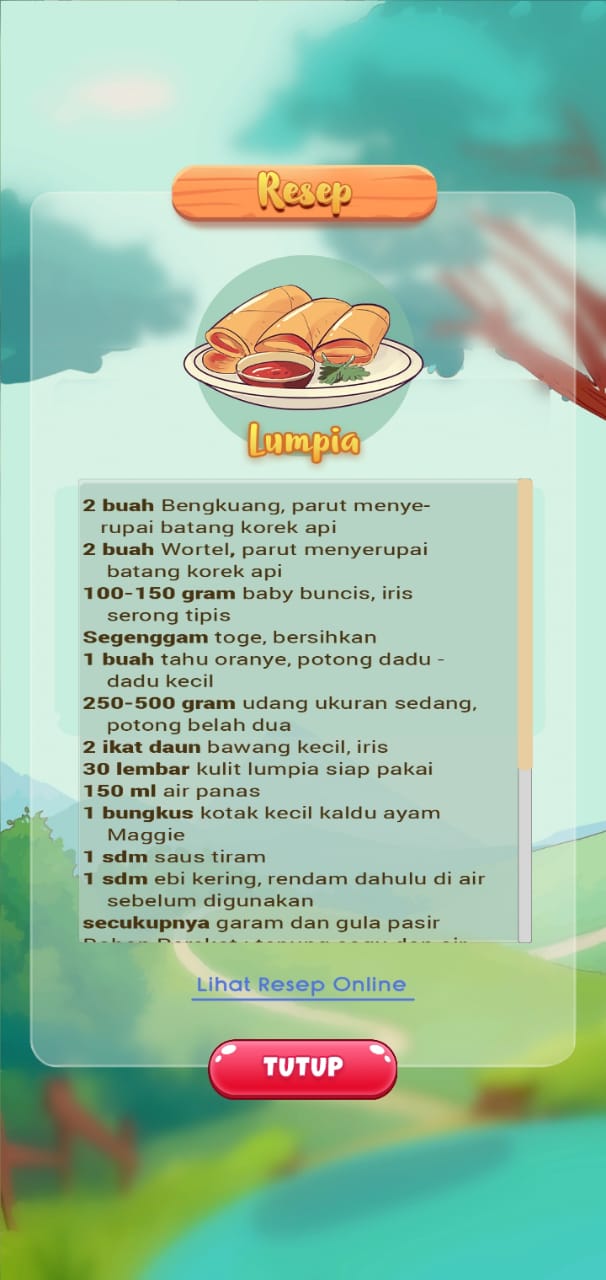 Resep
Lumpia
2 buah Bengkuang, parut menye-
rupai batang korek api
2 buah Wortel, parut menyerupai
batang korek api
100-150 gram baby buncis, iris
serong tipis
Segenggam toge, bersihkan
1 buah tahu oranye, potong dadu -
dadu kecil
250-500 gram udang ukuran sedang,
potong belah dua
2 ikat daun bawang kecil, iris
30 lembar kulit lumpia siap pakai
150 ml air panas
1 bungkus kotak kecil kaldu ayam
Maggie
1 sdm saus tiram
1 sdm ebi kering, rendam dahulu di air
sebelum digunakan
secukupnya garam dan gula pasir
Lihat Resep Online
TUTUP